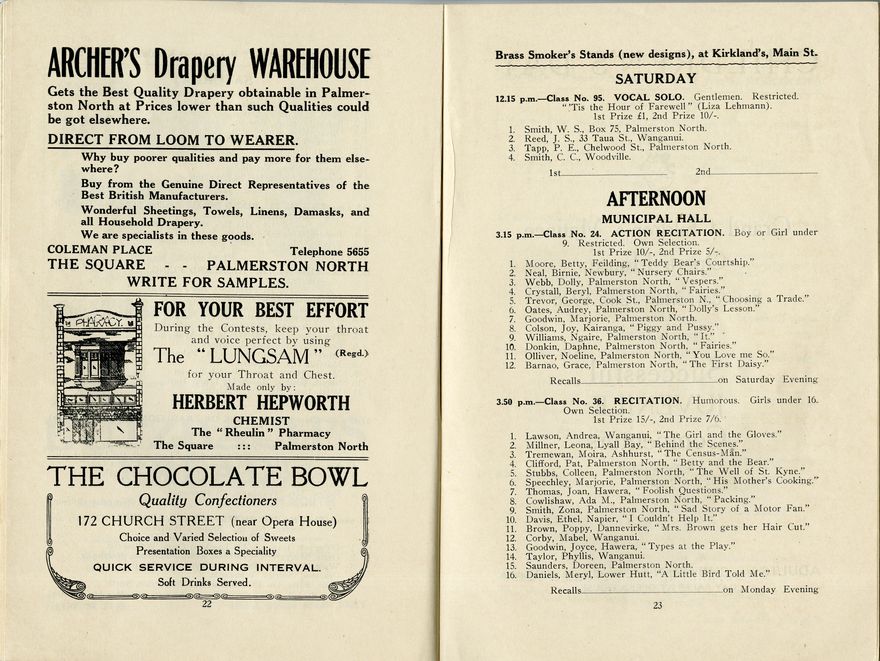 ARCHER'S Drapery WAREHOUSE
Gets the Best Quality Drapery obtainable in Palmer-
ston North at Prices lower than such Qualities could
be got elsewhere.
DIRECT FROM LOOM TO WEARER.
Why buy poorer qualities and pay more for them else-
where?
Buy from the Genuine Direct Representatives of the
Best British Manufacturers.
Wonderful Sheetings, Towels, Linens, Damasks, and
all Household Drapery.
We are specialists in these goods.
COLEMAN PLACE Telephone 5655
THE SQUARE - - PALMERSTON NORTH
WRITE FOR SAMPLES.
PHARMACY.
FOR YOUR BEST EFFORT
During the Contests, keep your throat
and voice perfect by using
The "LUNGSAM" (Regd.)
for your Throat and Chest.
Made only by:
HERBERT HEPWORTH
CHEMIST
The "Rheulin" Pharmacy
The Square ::: Palmerston North
THE CHOCOLATE BOWL
Quality Confectioners
172 CHURCH STREET (near Opera House)
Choice and Varied Selection of Sweets
Presentation Boxes a Speciality
QUICK SERVICE DURING INTERVAL.
Soft Drinks Served.
22
Brass Smoker's Stands (new designs), at Kirkland's, Main St.
SATURDAY
12.15 p.m.—Class No. 95. VOCAL SOLO. Gentlemen. Restricted.
"'Tis the Hour of Farewell" (Liza Lehmann).
1st Prize £1, 2nd Prize 10/-.
1. Smith, W. S., Box 75, Palmerston North.
2. Reed, J. S., 33 Taua St., Wanganui.
3. Tapp, P. E., Chelwood St., Palmerston North.
4. Smith, C. C., Woodville.
1st 2nd
AFTERNOON
MUNICIPAL HALL
3.15 p.m.—Class No. 24. ACTION RECITATION. Boy or Girl under
9. Restricted. Own Selection.
1st Prize 10/-, 2nd Prize 5/-.
1. Moore, Betty, Feilding, "Teddy Bear's Courtship."
2. Neal, Birnie, Newbury, "Nursery Chairs."
3. Webb, Dolly, Palmerston North, "Vespers."
4. Crystall, Beryl, Palmerston North, "Fairies."
5. Trevor, George, Cook St., Palmerston N., "Choosing a Trade."
6. Oates, Audrey, Palmerston North, "Dolly's Lesson."
7. Goodwin, Marjorie, Palmerston North.
8. Colson, Joy, Kairanga, "Piggy and Pussy."
9. Williams, Ngaire, Palmerston North, "It."
10. Donkin, Daphne, Palmerston North, "Fairies."
11. Olliver, Noeline, Palmerston North, "You Love me So."
12. Barnao, Grace, Palmerston North, "The First Daisy."
Recalls on Saturday Evening
3.50 p.m.—Class No. 36. RECITATION. Humorous. Girls under 16.
Own Selection.
1st Prize 15/-, 2nd Prize 7/6.
1. Lawson, Andrea, Wanganui, "The Girl and the Gloves."
2. Millner, Leona, Lyall Bay, "Behind the Scenes."
3. Tremewan, Moira, Ashhurst, "The Census-Man."
4. Clifford, Pat, Palmerston North, "Betty and the Bear."
5. Stubbs, Colleen, Palmerston North, "The Well of St. Kyne."
6. Speechley, Marjorie, Palmerston North, "His Mother's Cooking."
7. Thomas, Joan, Hawera, "Foolish Questions."
8. Cowlishaw, Ada M., Palmerston North, "Packing."
9. Smith, Zona, Palmerston North, "Sad Story of a Motor Fan."
10. Davis, Ethel, Napier, "I Couldn't Help It."
11. Brown, Poppy, Dannevirke, "Mrs. Brown gets her Hair Cut."
12. Corby, Mabel, Wanganui.
13. Goodwin, Joyce, Hawera, "Types at the Play."
14. Taylor, Phyllis, Wanganui.
15. Saunders, Doreen, Palmerston North.
16. Daniels, Meryl, Lower Hutt, "A Little Bird Told Me."
Recalls on Monday Evening
23